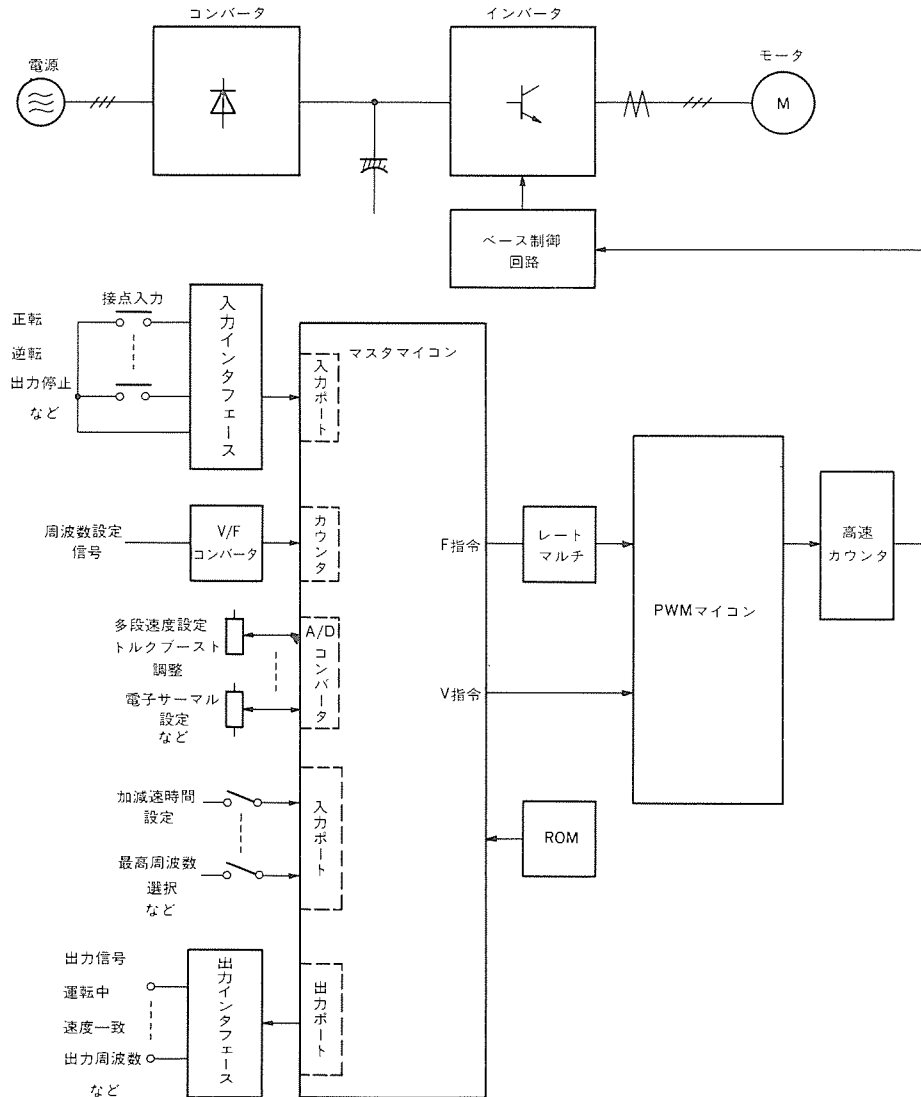 コンバータ
インバータ
電源
モータ
M
ベース制御
回路
接点入力
正転
逆転
出力停止
など
入力インタフェース
マスタマイコン
入力ポート
周波数設定
信号
V/F
コンバータ
カウンタ
F指令
レート
マルチ
PWMマイコン
高速
カウンタ
多段速度設定
トルクブースト
調整
電子サーマル
設定
など
A/D
コンバータ
V指令
加減速時間
設定
最高周波数
選択
など
入力ポート
ROM
出力信号
運転中
速度一致
出力周波数
など
出力インタフェース
出力ポート